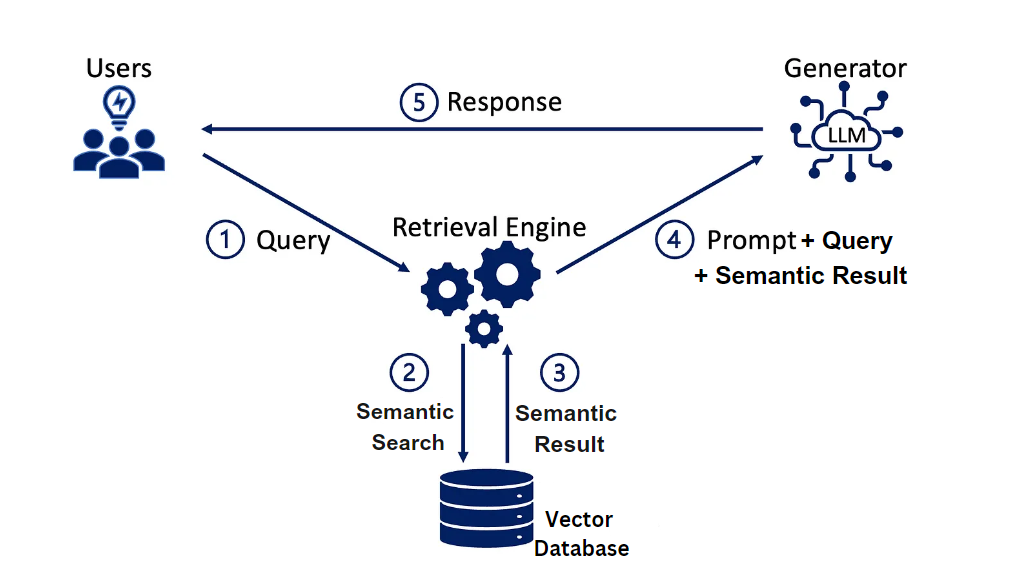 Users
Generator
5 Response
LLM
1 Query
Retrieval Engine
4 Prompt + Query
+ Semantic Result
2
3
Semantic
Search
Semantic
Result
Vector
Database